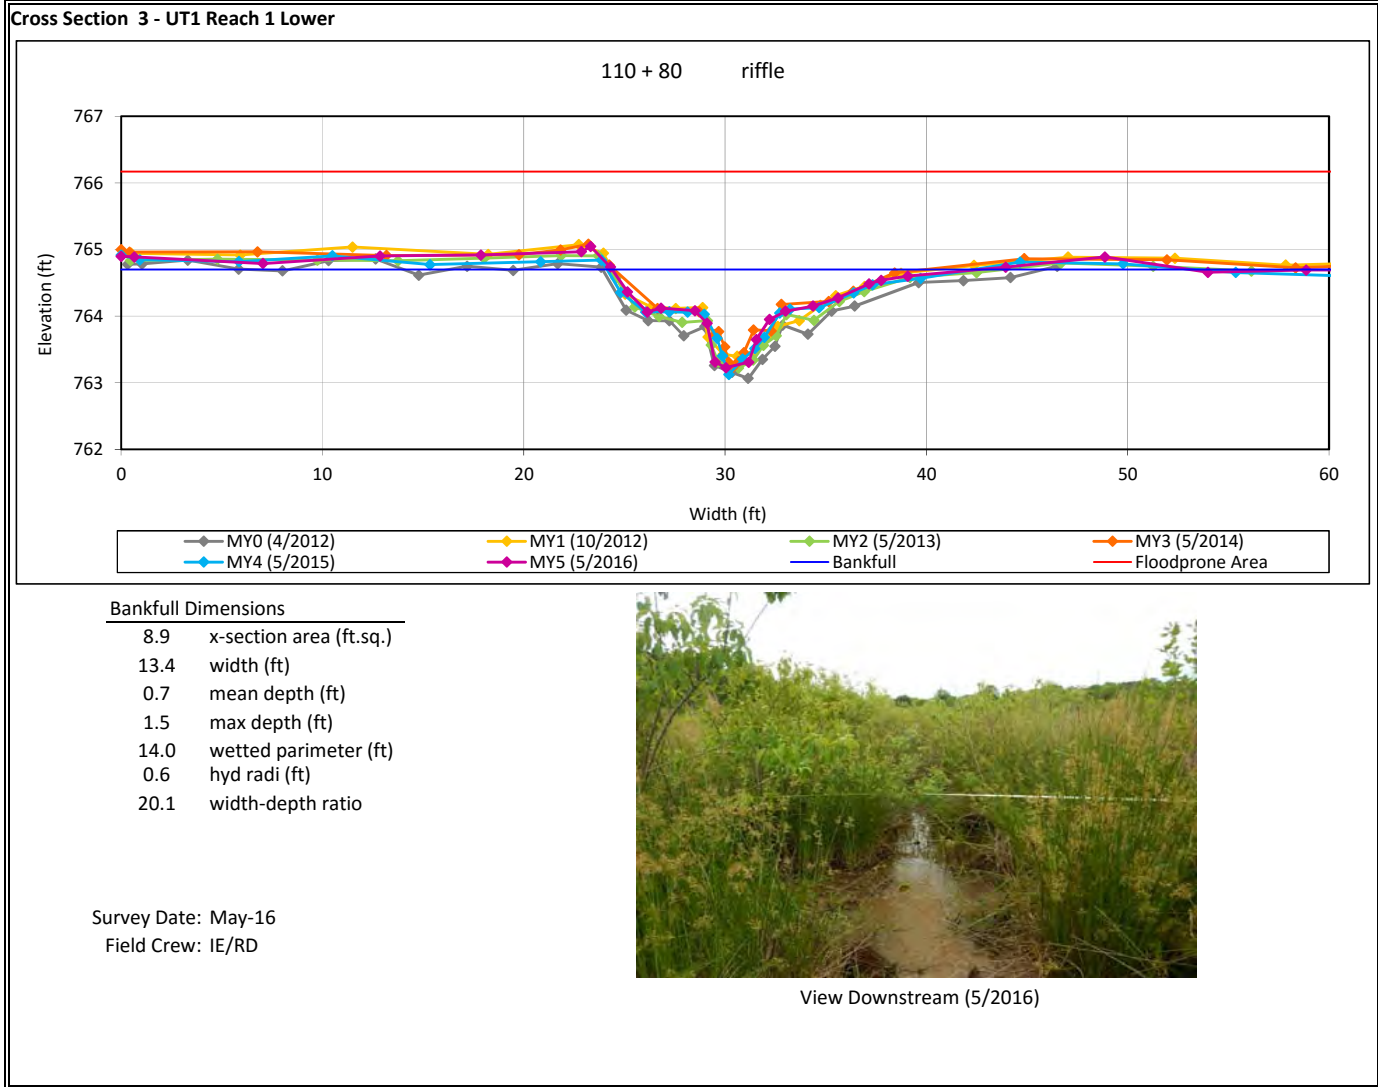 Cross Section 3 - UT1 Reach 1 Lower
110 + 80 riffle
767
766
765
764
763
762
Elevation (ft)
0 10 20 30 40 50 60
Width (ft)
MY0 (4/2012) MY1 (10/2012) MY2 (5/2013) MY3 (5/2014)
MY4 (5/2015) MY5 (5/2016) Bankfull Floodprone Area
Bankfull Dimensions
8.9 x-section area (ft.sq.)
13.4 width (ft)
0.7 mean depth (ft)
1.5 max depth (ft)
14.0 wetted parimeter (ft)
0.6 hyd radi (ft)
20.1 width-depth ratio
Survey Date: May-16
Field Crew: IE/RD
View Downstream (5/2016)